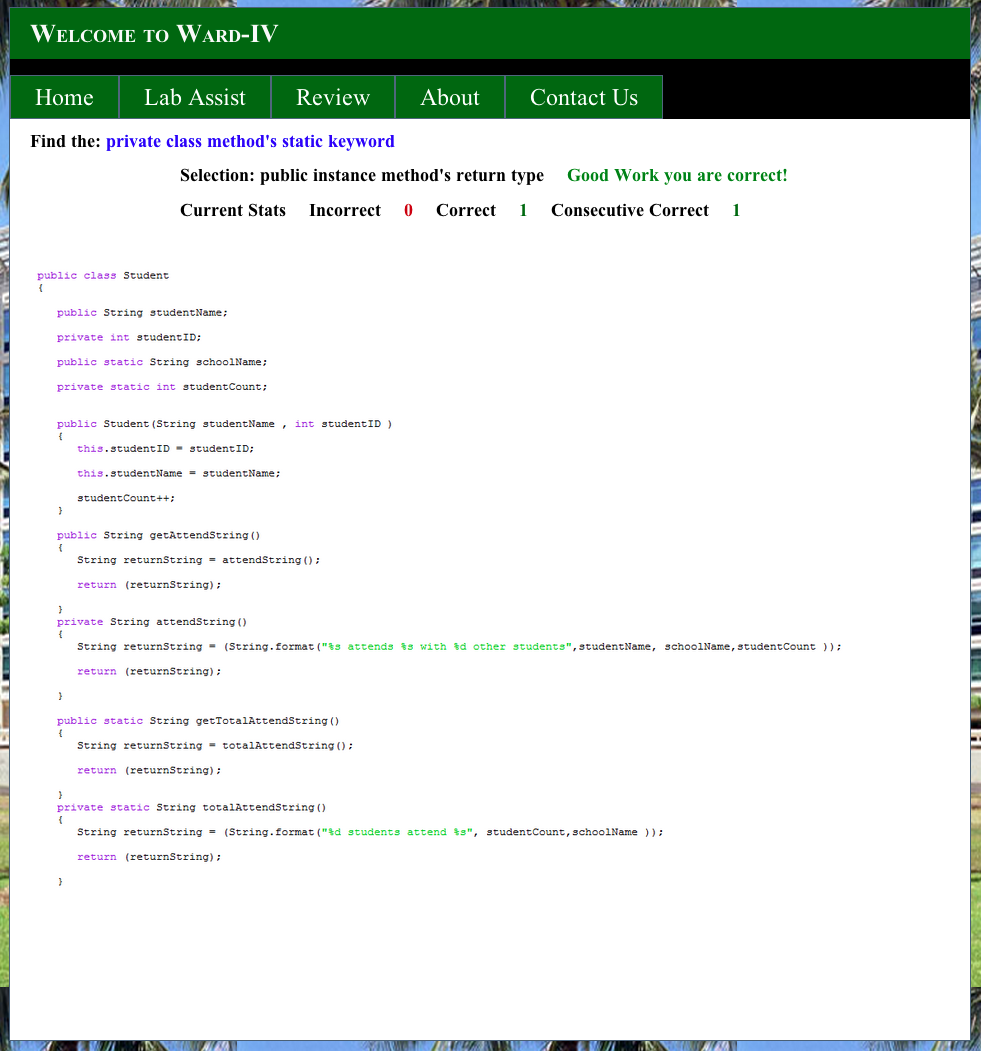 Welcome to Ward-IV
Home Lab Assist Review About Contact Us
Find the: private class method's static keyword
Selection: public instance method's return type Good Work you are correct!
Current Stats Incorrect 0 Correct 1 Consecutive Correct 1
public class Student
{
public String studentName;
private int studentID;
public static String schoolName;
private static int studentCount;
public Student(String studentName , int studentID )
{
this.studentID = studentID;
this.studentName = studentName;
studentCount++;
}
public String getAttendString()
{
String returnString = attendString();
return (returnString);
}
private String attendString()
{
String returnString = (String.format("%s attends %s with %d other students",studentName, schoolName,studentCount ));
return (returnString);
}
public static String getTotalAttendString()
{
String returnString = totalAttendString();
return (returnString);
}
private static String totalAttendString()
{
String returnString = (String.format("%d students attend %s", studentCount,schoolName ));
return (returnString);
}